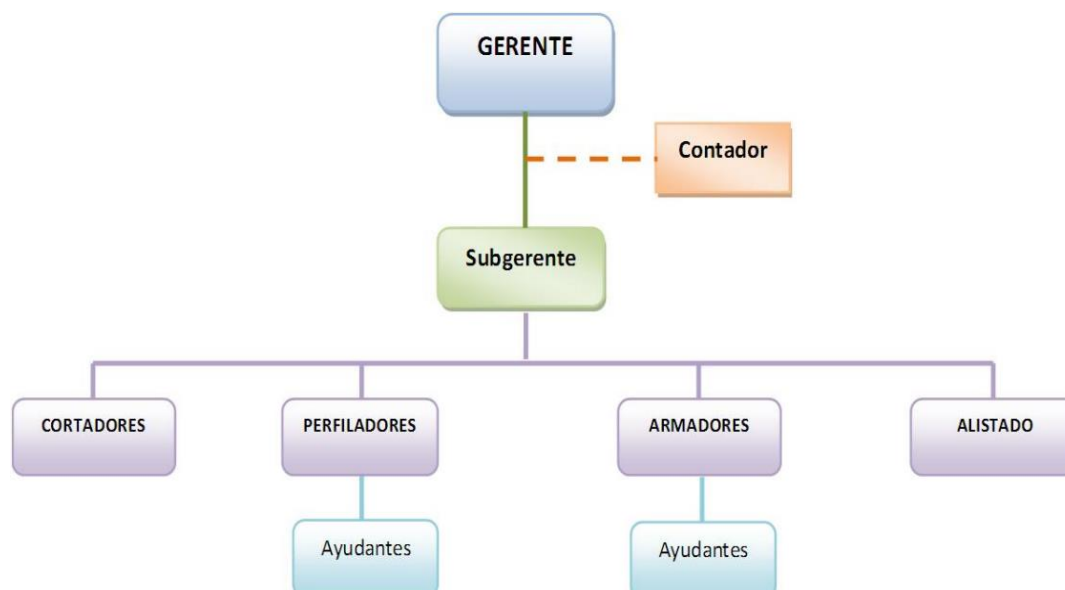 GERENTE
Contador
Subgerente
CORTADORES
PERFILADORES
ARMADORES
ALISTADO
Ayudantes
Ayudantes